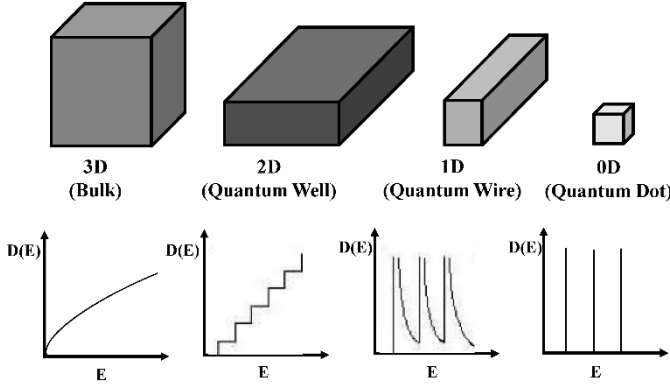 3D
(Bulk)
2D
(Quantum Well)
1D
(Quantum Wire)
0D
(Quantum Dot)
D(E)
E
D(E)
E
D(E)
E
D(E)
E